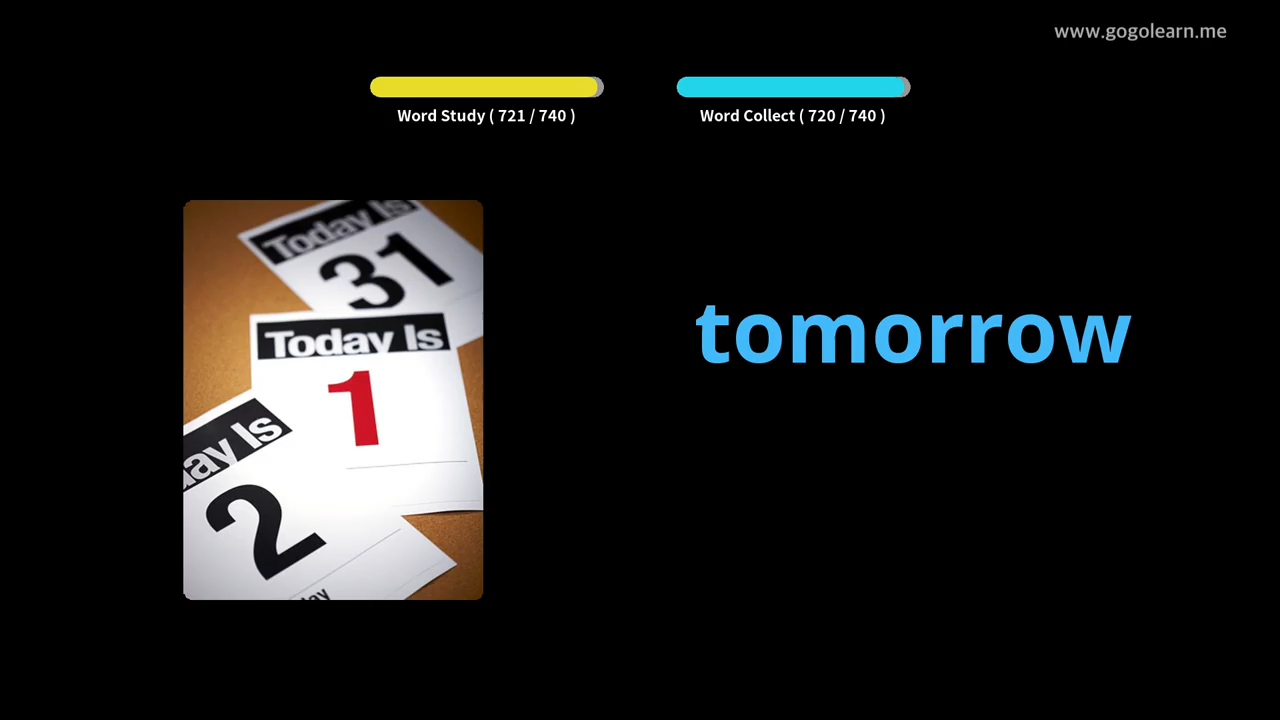 www.gogolearn.me
Word Study ( 721 / 740 )
Word Collect ( 720 / 740 )
Today Is
31
Today Is
1
tomorrow
ay Is
2